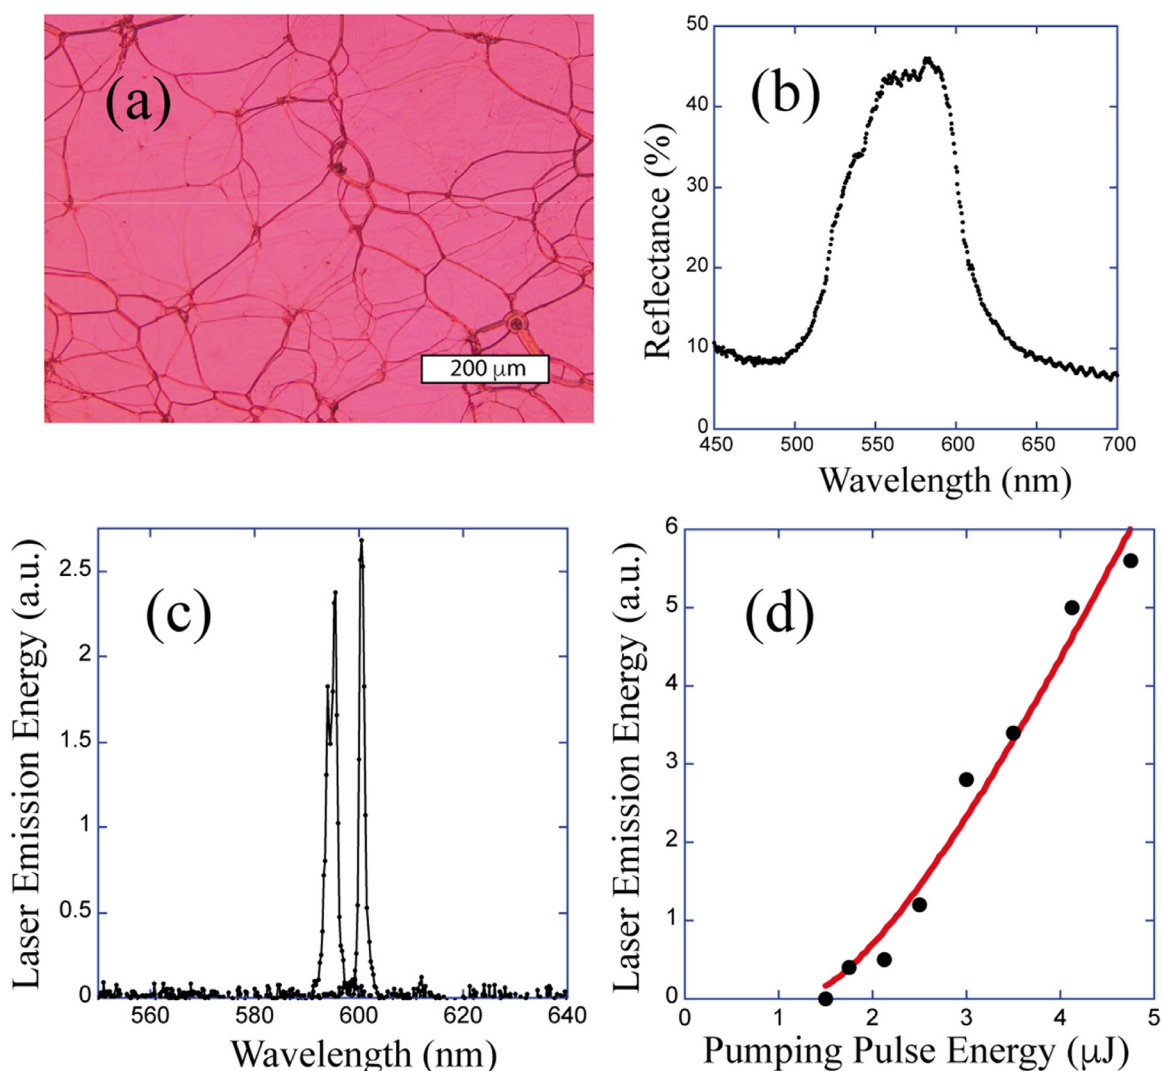 (a)
200 μm
(b)
Reflectance (%)
50
40
30
20
10
0
450 500 550 600 650 700
Wavelength (nm)
(c)
Laser Emission Energy (a.u.)
2.5
2
1.5
1
0.5
0
560 580 600 620 640
Wavelength (nm)
(d)
Laser Emission Energy (a.u.)
6
5
4
3
2
1
0
0 1 2 3 4 5
Pumping Pulse Energy (μJ)